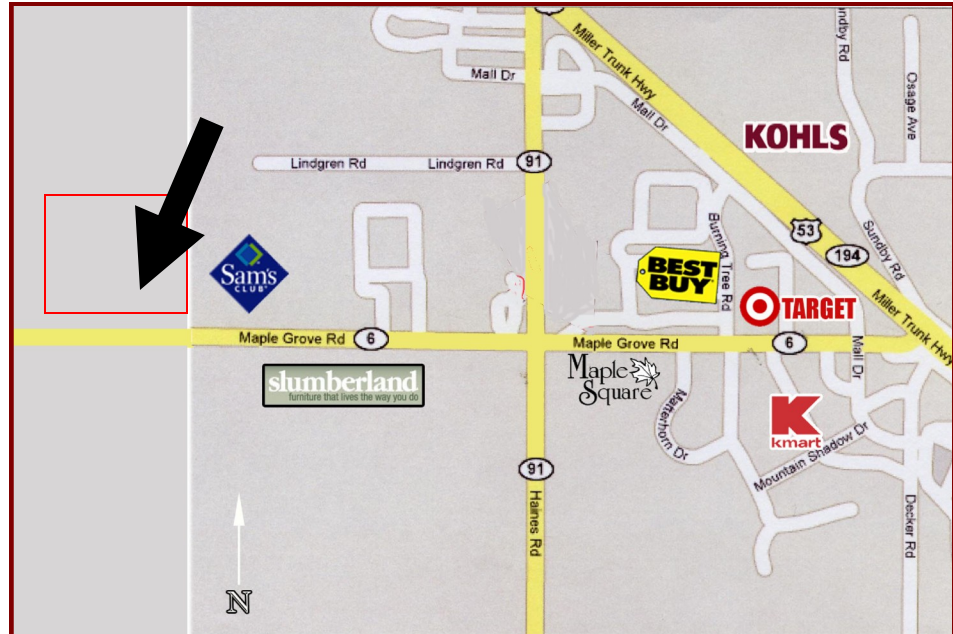 Miller Trunk Hwy
ndby Rd
Osage Ave
Mall Dr
Mall Dr
KOHLS
Lindgren Rd
Lindgren Rd
91
Burning Tree Rd
53
194
Sundby Rd
Sam's
CLUB
BEST
BUY
TARGET
Miller Trunk Hwy
Maple Grove Rd
6
Maple Grove Rd
6
Mall Dr
slumberland
furniture that lives the way you do
Maple
Square
Matterhorn Dr
K
kmart
Mountain Shadow Dr
91
Haines Rd
Decker Rd
N